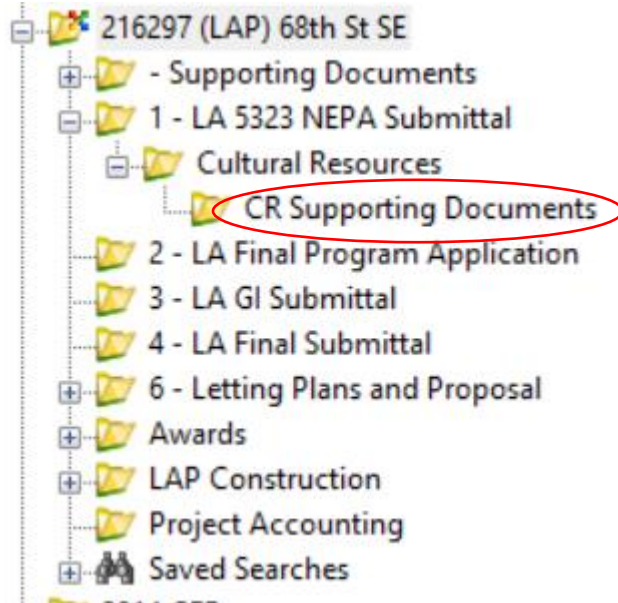 216297 (LAP) 68th St SE
- Supporting Documents
1 - LA 5323 NEPA Submittal
Cultural Resources
CR Supporting Documents
2 - LA Final Program Application
3 - LA GI Submittal
4 - LA Final Submittal
6 - Letting Plans and Proposal
Awards
LAP Construction
Project Accounting
Saved Searches